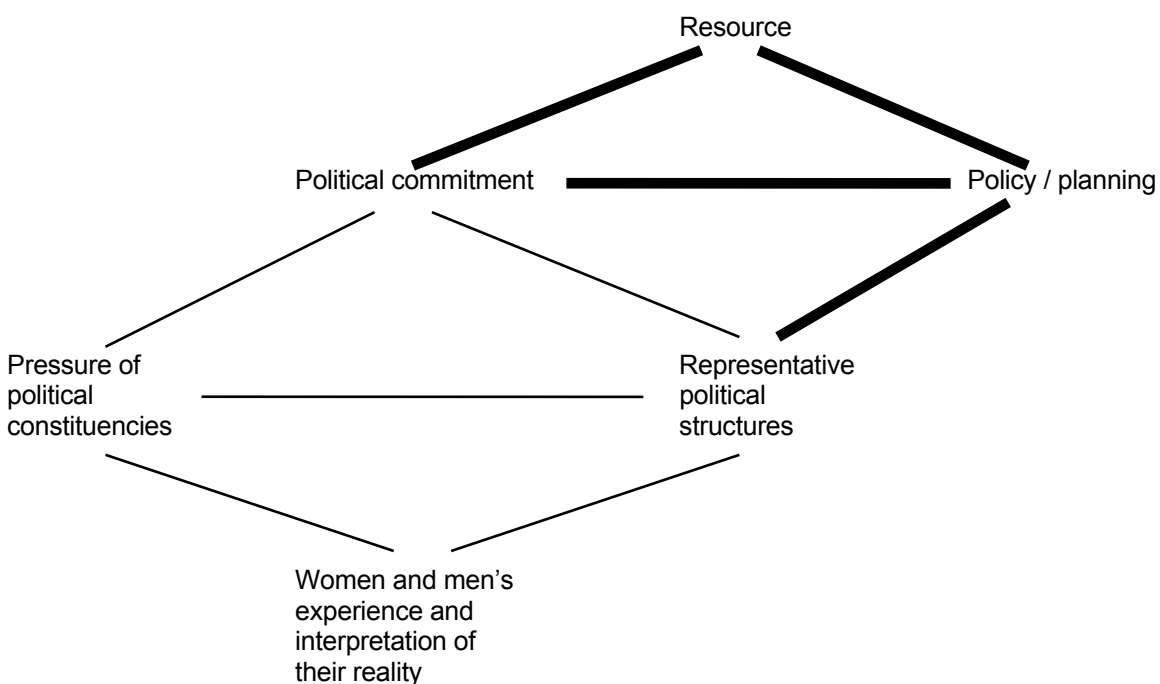 Resource
Political commitment
Policy / planning
Pressure of
political
constituencies
Representative
political
structures
Women and men’s
experience and
interpretation of
their reality